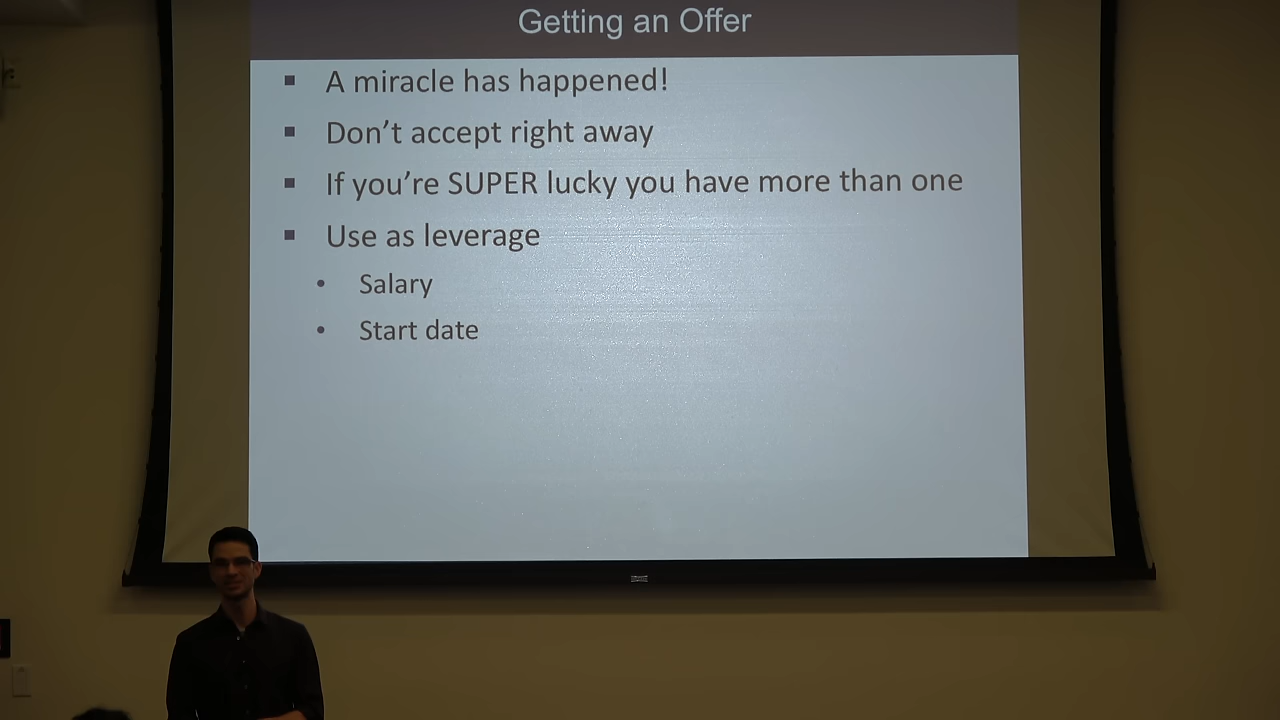 Getting an Offer
A miracle has happened!
Don't accept right away
If you're SUPER lucky you have more than one
Use as leverage
Salary
Start date